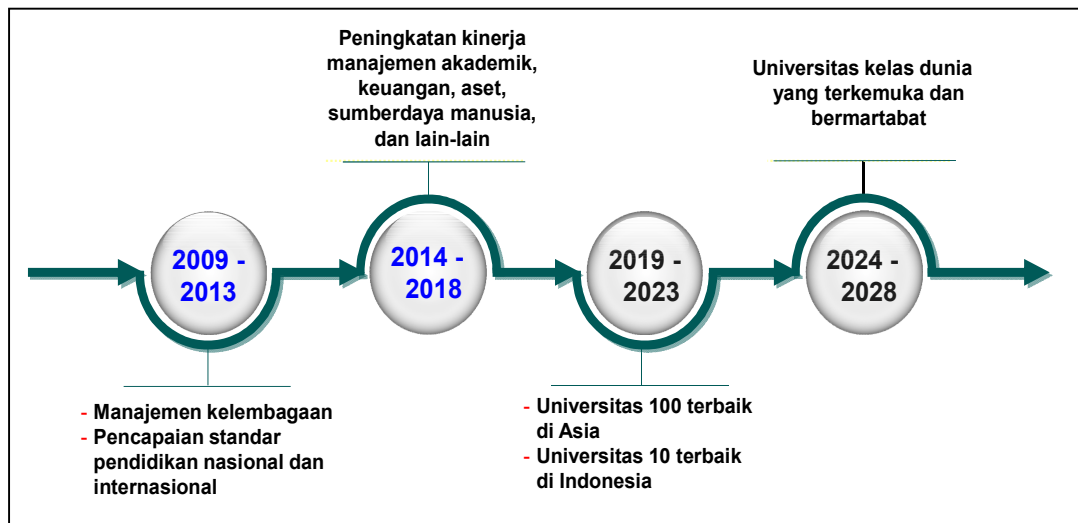 Peningkatan kinerja
manajemen akademik,
keuangan, aset,
sumberdaya manusia,
dan lain-lain
Universitas kelas dunia
yang terkemuka dan
bermartabat
2009 -
2013
2014 -
2018
2019 -
2023
2024 -
2028
- Manajemen kelembagaan
- Pencapaian standar
pendidikan nasional dan
internasional
- Universitas 100 terbaik
di Asia
- Universitas 10 terbaik
di Indonesia